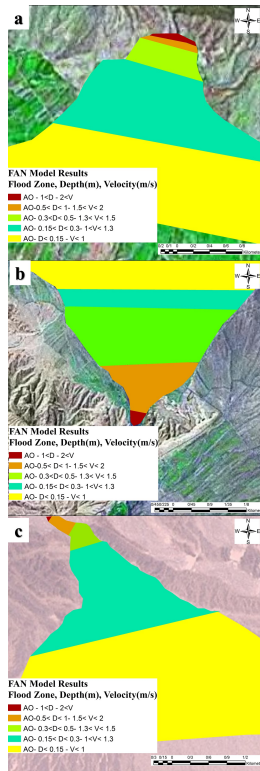 a
N
W E
S
FAN Model Results
Flood Zone, Depth(m), Velocity(m/s)
AO - 1<D - 2<V
AO-0.5< D< 1- 1.5< V< 2
AO- 0.3<D< 0.5- 1.3< V< 1.5
AO- 0.15< D< 0.3- 1<V< 1.3
AO- D< 0.15 - V< 1
b
N
W E
S
FAN Model Results
Flood Zone, Depth(m), Velocity(m/s)
AO - 1<D - 2<V
AO-0.5< D< 1- 1.5< V< 2
AO- 0.3<D< 0.5- 1.3< V< 1.5
AO- 0.15< D< 0.3- 1<V< 1.3
AO- D< 0.15 - V< 1
c
N
W E
S
FAN Model Results
Flood Zone, Depth(m), Velocity(m/s)
AO - 1<D - 2<V
AO-0.5< D< 1- 1.5< V< 2
AO- 0.3<D< 0.5- 1.3< V< 1.5
AO- 0.15< D< 0.3- 1<V< 1.3
AO- D< 0.15 - V< 1